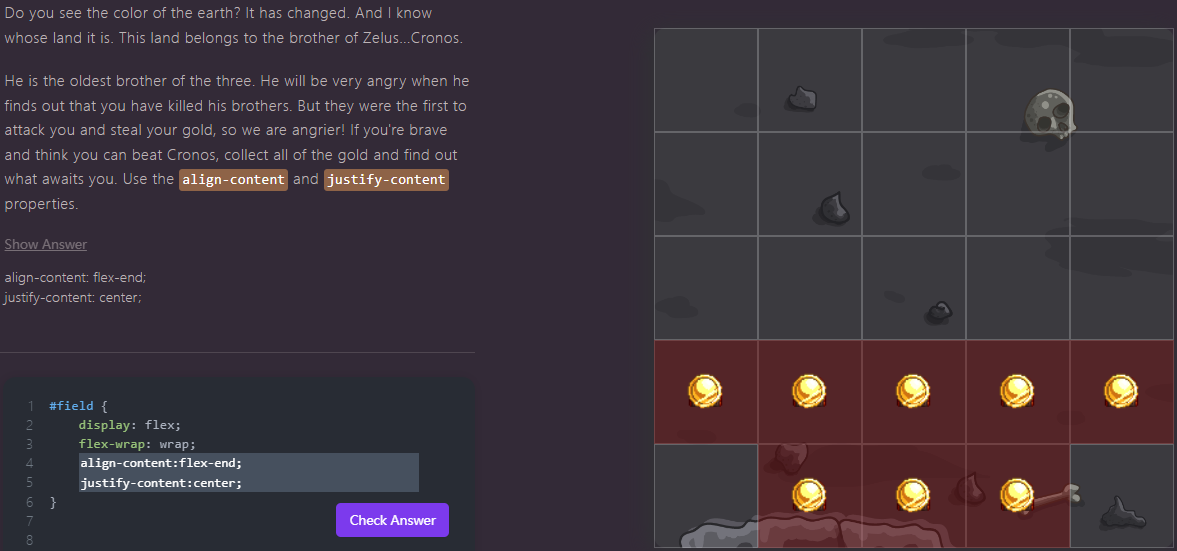 Do you see the color of the earth? It has changed. And I know
whose land it is. This land belongs to the brother of Zelus...Cronos.
He is the oldest brother of the three. He will be very angry when he
finds out that you have killed his brothers. But they were the first to
attack you and steal your gold, so we are angrier! If you're brave
and think you can beat Cronos, collect all of the gold and find out
what awaits you. Use the align-content and justify-content
properties.
Show Answer
align-content: flex-end;
justify-content: center;
1 #field {
2 display: flex;
3 flex-wrap: wrap;
4 align-content:flex-end;
5 justify-content:center;
6 }
7
8
Check Answer